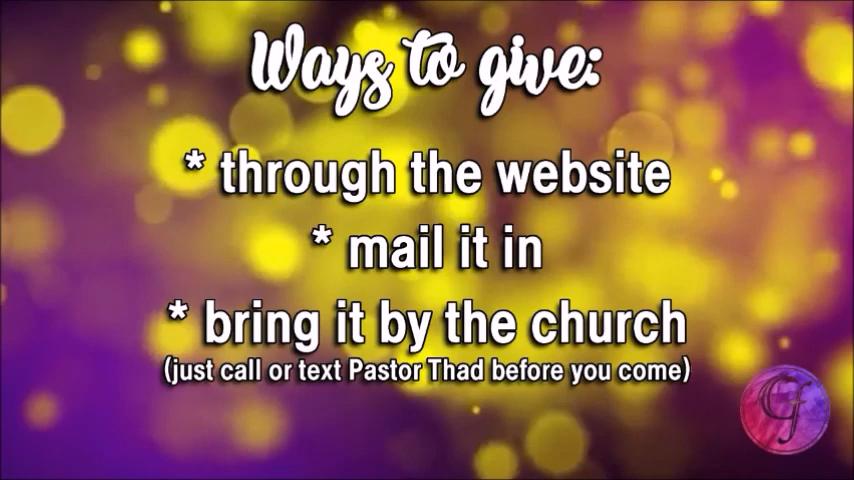 Ways to give:
* through the website
* mail it in
* bring it by the church
(just call or text Pastor Thad before you come)
Cf